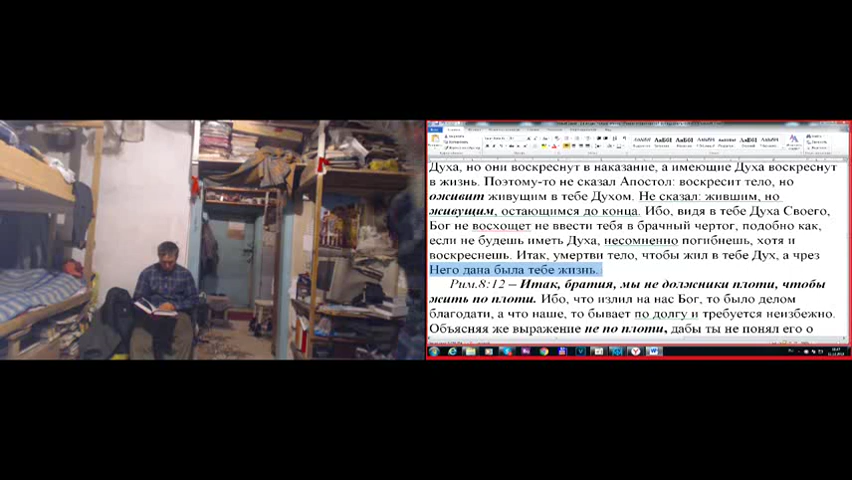 Духа, но они воскреснут в наказание, а имеющие Духа воскреснут
в жизнь. Поэтому-то не сказал Апостол: воскресит тело, но
оживит живущим в тебе Духом. Не сказал: жившим, но
живущим, остающимся до конца. Ибо, видя в тебе Духа Своего,
Бог не восхощет не ввести тебя в брачный чертог, подобно как,
если не будешь иметь Духа, несомненно погибнешь, хотя и
воскреснешь. Итак, умертви тело, чтобы жил в тебе Дух, а чрез
Него дана была тебе жизнь.
Рим.8:12 – Итак, братия, мы не должники плоти, чтобы
жить по плоти. Ибо, что излил на нас Бог, то было делом
благодати, а что наше, то бывает по долгу и требуется неизбежно.
Объясняя же выражение не по плоти, дабы ты не понял его о